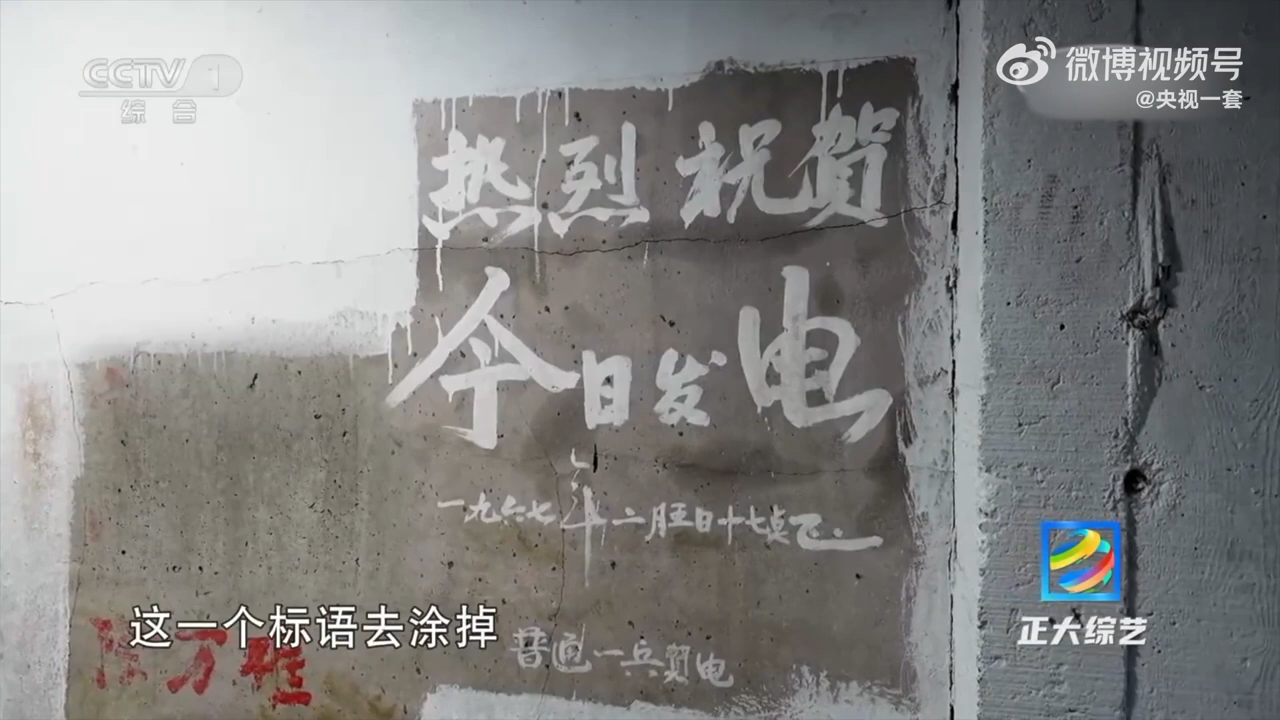 CCTV 1
综合
微博视频号
@央视一套
热烈祝贺
今日发电
一九六七年二月五日十七点
普通一兵贺电
这一个标语去涂掉
正大综艺